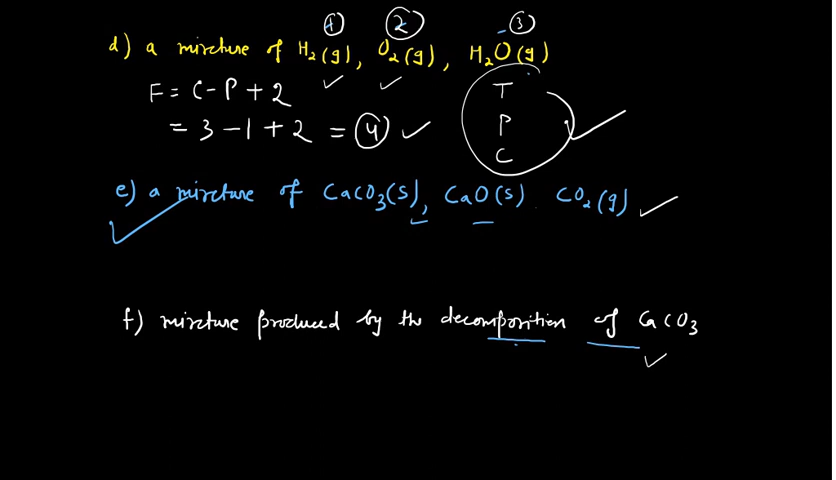 ① ② ③
d) a mixture of H₂(g), O₂(g), H₂O(g)
F = C-P+2
= 3-1+2 = 4
T
P
C
e) a mixture of CaCO₃(s), CaO(s) CO₂(g)
f) mixture produced by the decomposition of CaCO₃